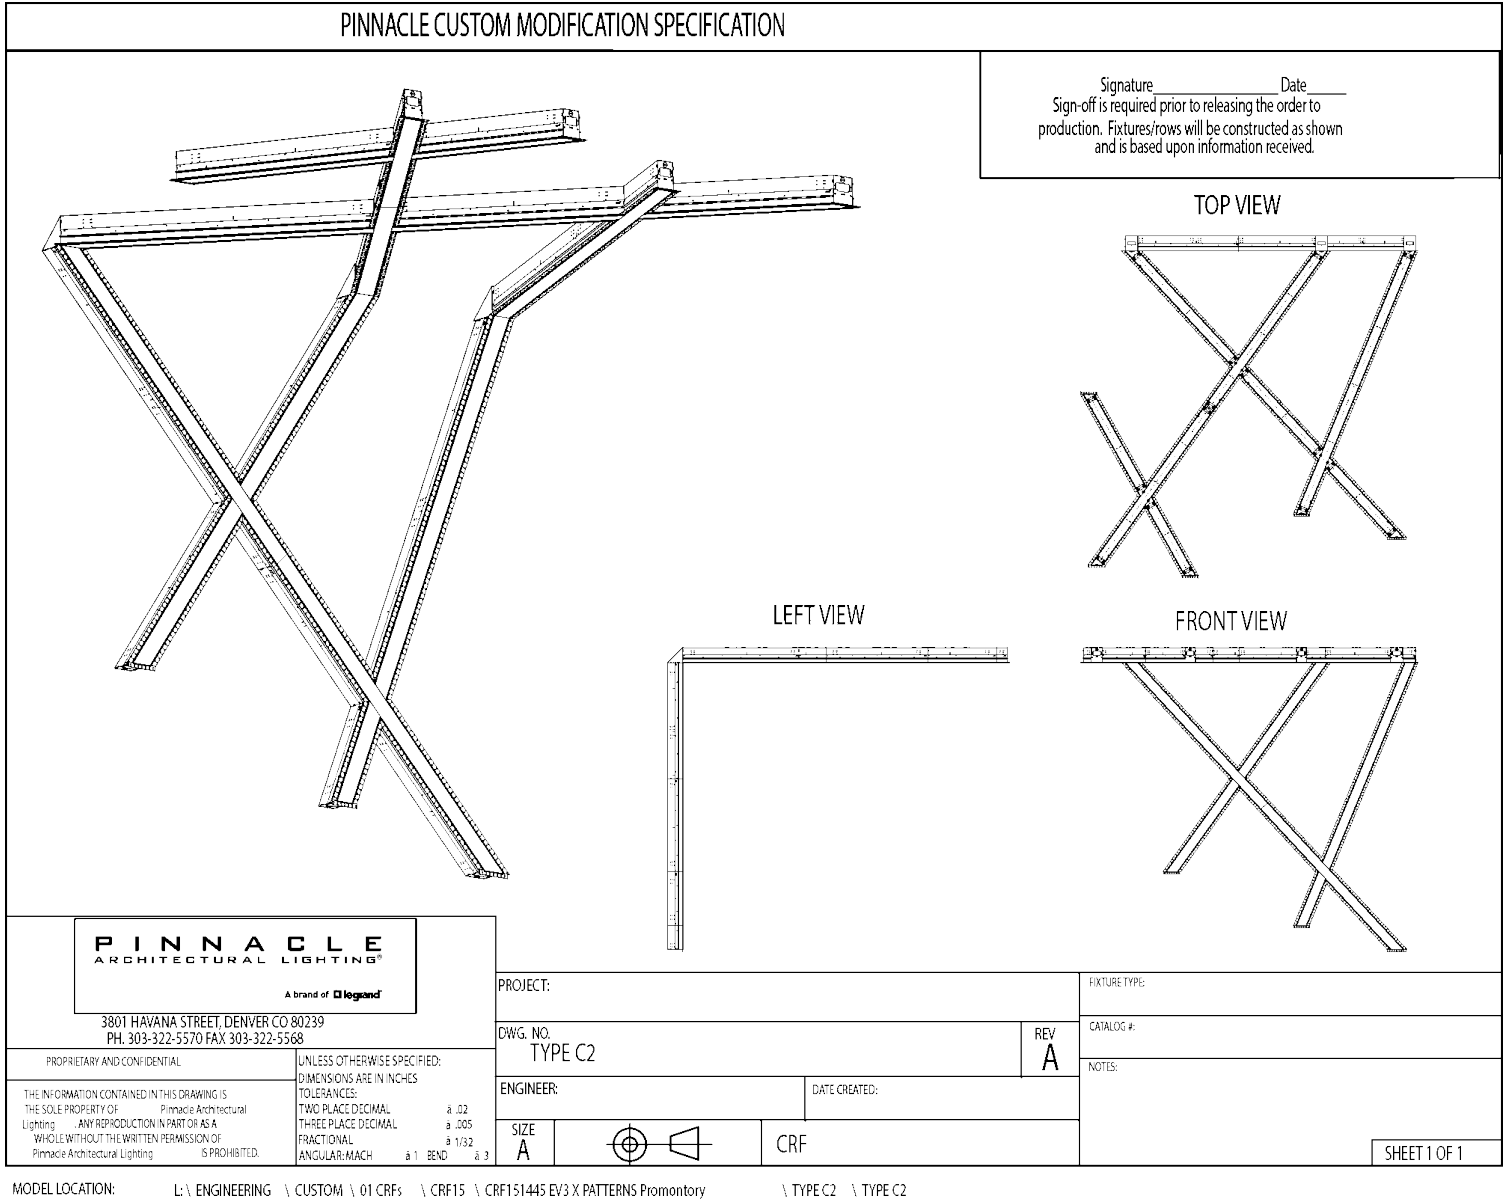 PINNACLE CUSTOM MODIFICATION SPECIFICATION
Signature__________________ Date______
Sign-off is required prior to releasing the order to
production. Fixtures/rows will be constructed as shown
and is based upon information received.
TOP VIEW
LEFT VIEW
FRONT VIEW
PINNACLE
ARCHITECTURAL LIGHTING®
A brand of legrand
3801 HAVANA STREET, DENVER CO 80239
PH. 303-322-5570 FAX 303-322-5568
PROPRIETARY AND CONFIDENTIAL
THE INFORMATION CONTAINED IN THIS DRAWING IS
THE SOLE PROPERTY OF Pinnacle Architectural
Lighting . ANY REPRODUCTION IN PART OR AS A
WHOLE WITHOUT THE WRITTEN PERMISSION OF
Pinnacle Architectural Lighting IS PROHIBITED.
UNLESS OTHERWISE SPECIFIED:
DIMENSIONS ARE IN INCHES
TOLERANCES:
TWO PLACE DECIMAL â .02
THREE PLACE DECIMAL â .005
FRACTIONAL â 1/32
ANGULAR: MACH â 1 BEND â 3
PROJECT:
DWG. NO.
TYPE C2
REV
A
ENGINEER:
DATE CREATED:
SIZE
A
CRF
FIXTURE TYPE:
CATALOG #:
NOTES:
SHEET 1 OF 1
MODEL LOCATION: L: \ ENGINEERING \ CUSTOM \ 01 CRFs \ CRF15 \ CRF151445 EV3 X PATTERNS Promontory \ TYPE C2 \ TYPE C2